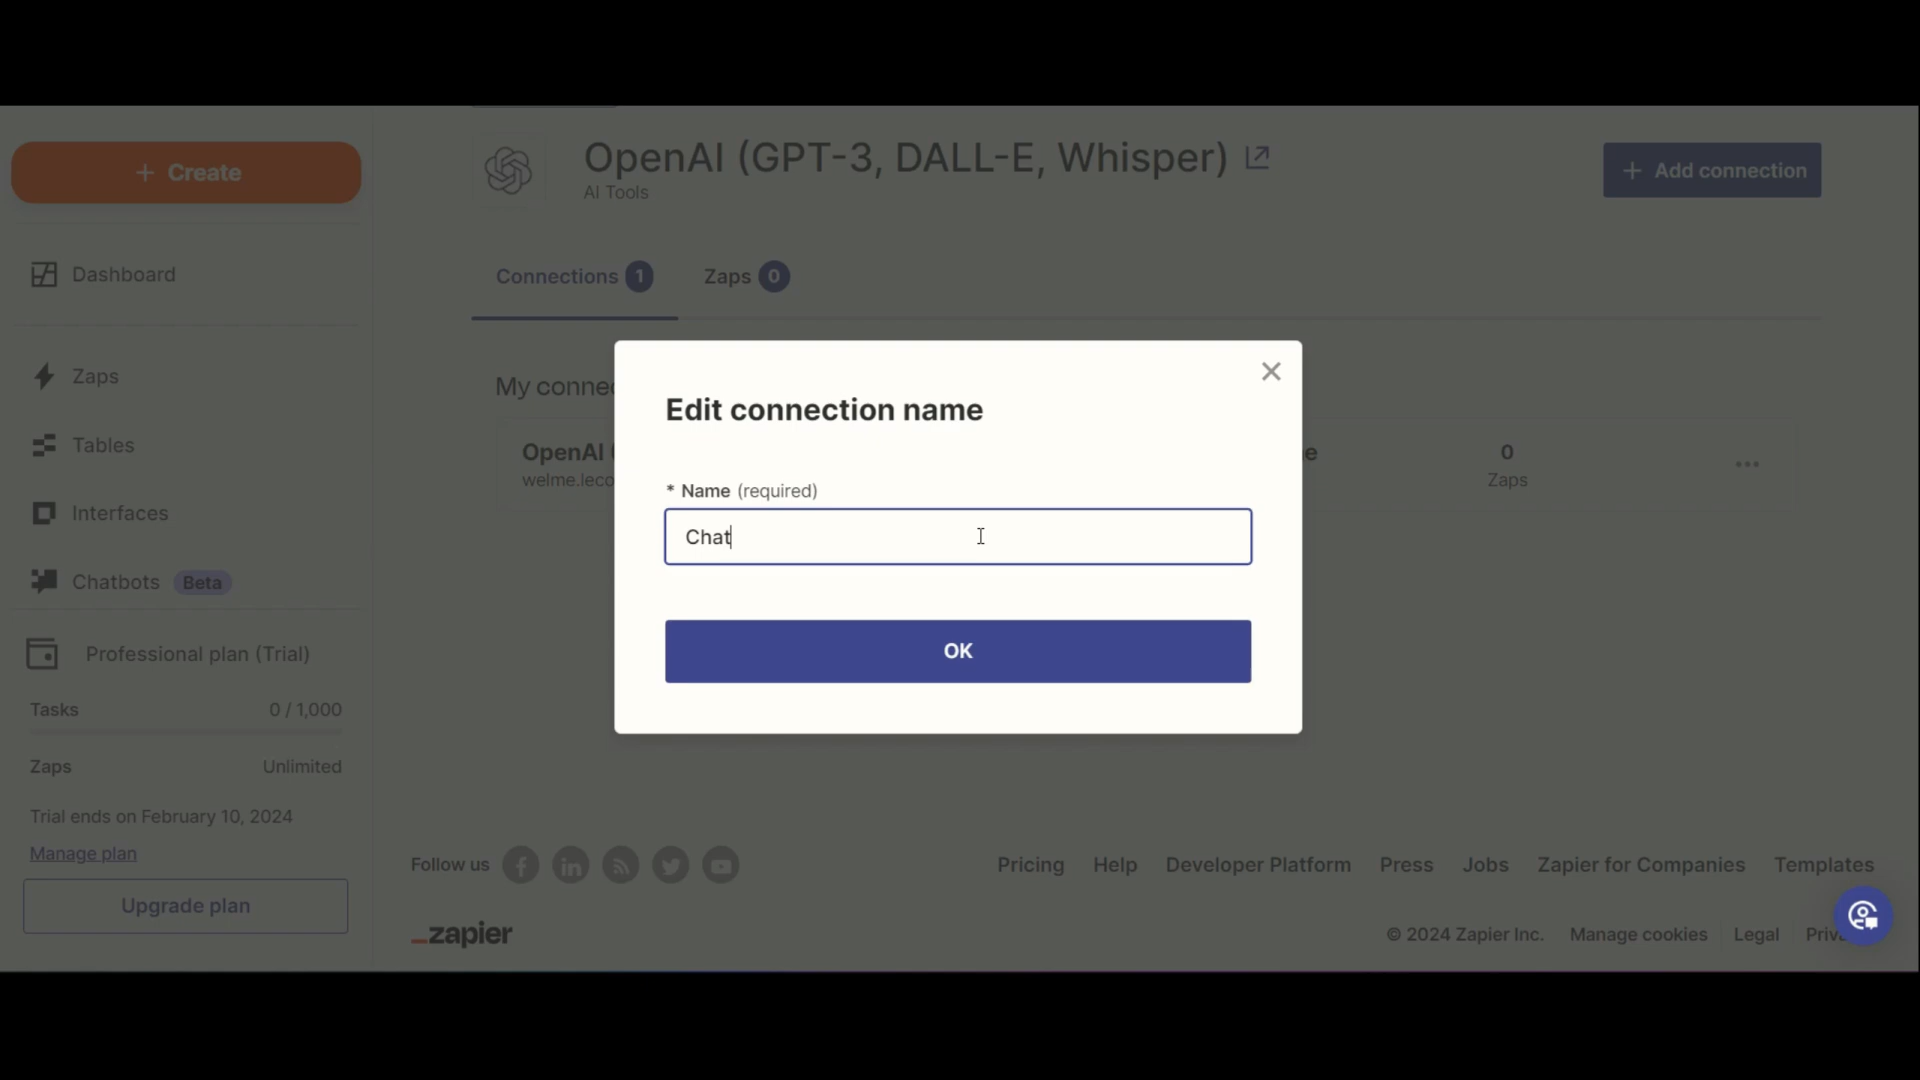 + Create
OpenAI (GPT-3, DALL-E, Whisper)
AI Tools
+ Add connection
Dashboard
Connections 1
Zaps 0
Zaps
My connec
Edit connection name
Tables
OpenAI
e
0
welme.leco
Zaps
* Name (required)
Interfaces
Chat
Chatbots Beta
Professional plan (Trial)
OK
Tasks 0 / 1,000
Zaps Unlimited
Trial ends on February 10, 2024
Manage plan
Upgrade plan
Follow us
Pricing Help Developer Platform Press Jobs Zapier for Companies Templates
_zapier
© 2024 Zapier Inc. Manage cookies Legal Priv